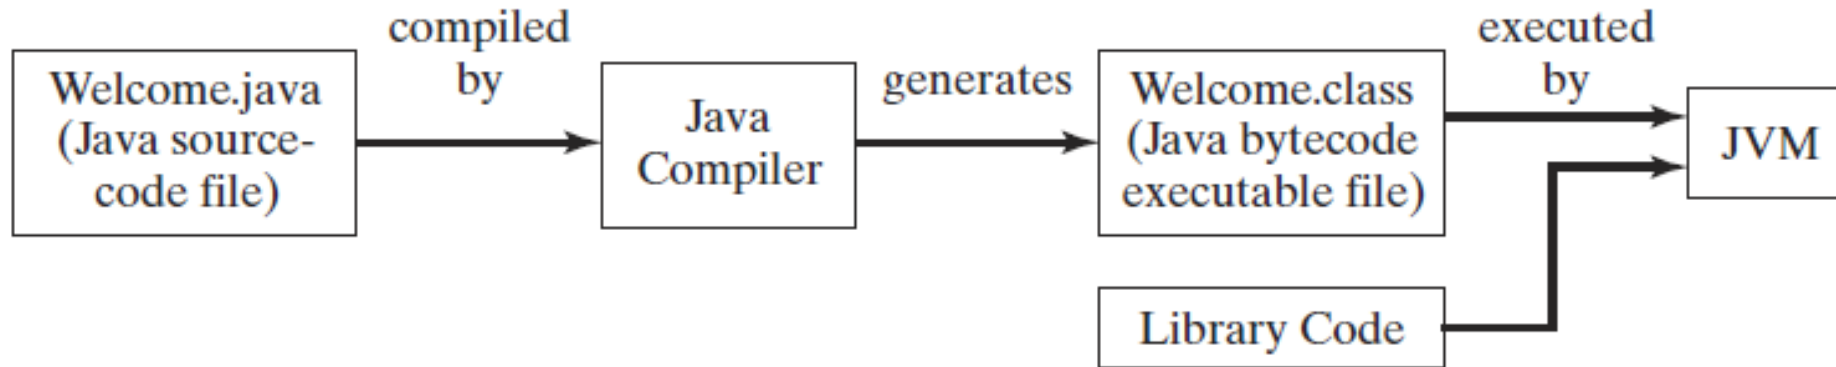 Welcome.java
(Java source-
code file)
compiled
by
Java
Compiler
generates
Welcome.class
(Java bytecode
executable file)
executed
by
JVM
Library Code